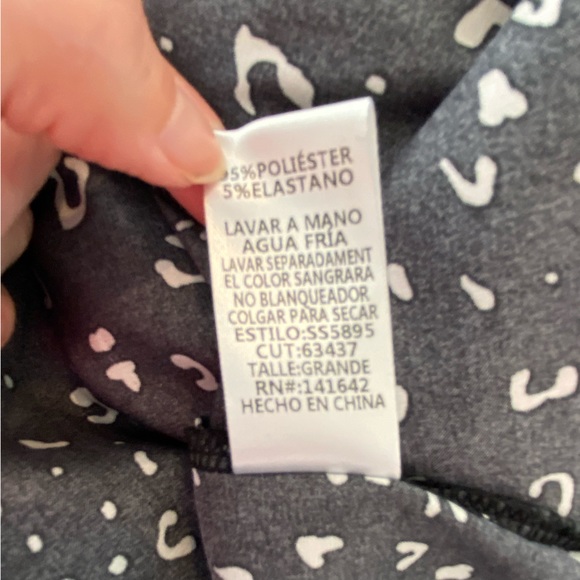 95%POLIÉSTER
5%ELASTANO
LAVAR A MANO
AGUA FRÍA
LAVAR SEPARADAMENT
EL COLOR SANGRARA
NO BLANQUEADOR
COLGAR PARA SECAR
ESTILO:SS5895
CUT:63437
TALLE:GRANDE
RN#:141642
HECHO EN CHINA